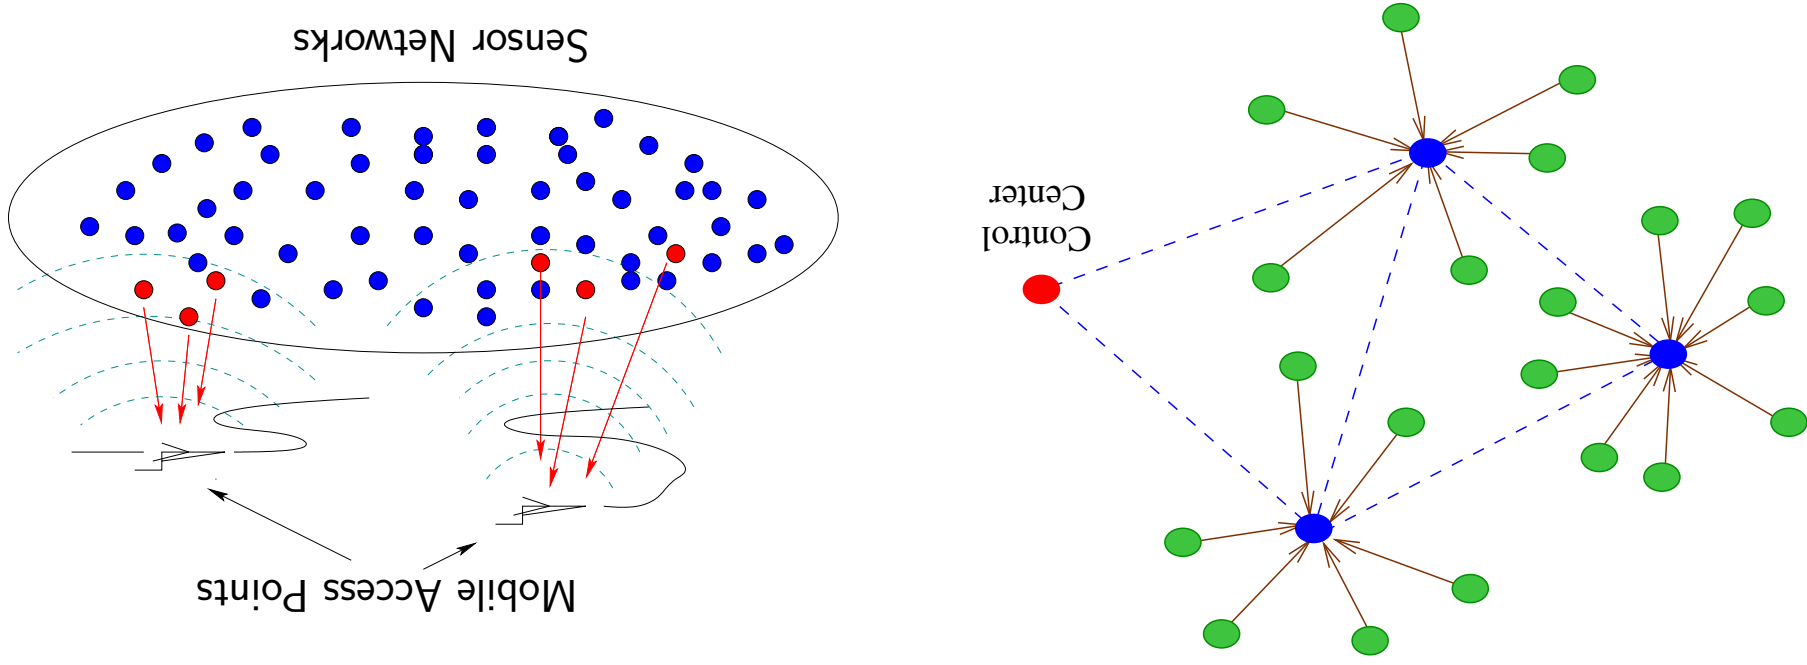 Mobile Access Points
Control
Center
Sensor Networks